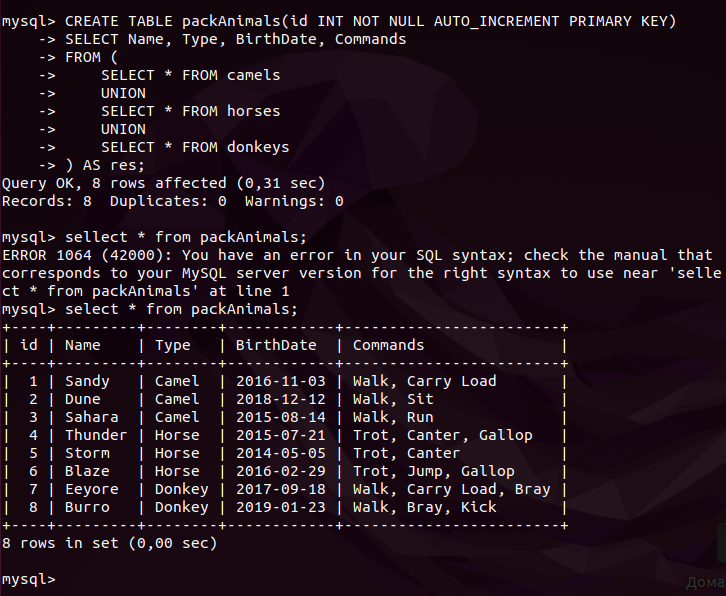 mysql> CREATE TABLE packAnimals(id INT NOT NULL AUTO_INCREMENT PRIMARY KEY)
    -> SELECT Name, Type, BirthDate, Commands
    -> FROM (
    ->     SELECT * FROM camels
    ->     UNION
    ->     SELECT * FROM horses
    ->     UNION
    ->     SELECT * FROM donkeys
    -> ) AS res;
Query OK, 8 rows affected (0,31 sec)
Records: 8  Duplicates: 0  Warnings: 0

mysql> sellect * from packAnimals;
ERROR 1064 (42000): You have an error in your SQL syntax; check the manual that
corresponds to your MySQL server version for the right syntax to use near 'selle
ct * from packAnimals' at line 1
mysql> select * from packAnimals;
+----+---------+--------+------------+------------------------+
| id | Name    | Type   | BirthDate  | Commands               |
+----+---------+--------+------------+------------------------+
|  1 | Sandy   | Camel  | 2016-11-03 | Walk, Carry Load       |
|  2 | Dune    | Camel  | 2018-12-12 | Walk, Sit              |
|  3 | Sahara  | Camel  | 2015-08-14 | Walk, Run              |
|  4 | Thunder | Horse  | 2015-07-21 | Trot, Canter, Gallop   |
|  5 | Storm   | Horse  | 2014-05-05 | Trot, Canter           |
|  6 | Blaze   | Horse  | 2016-02-29 | Trot, Jump, Gallop     |
|  7 | Eeyore  | Donkey | 2017-09-18 | Walk, Carry Load, Bray |
|  8 | Burro   | Donkey | 2019-01-23 | Walk, Bray, Kick       |
+----+---------+--------+------------+------------------------+
8 rows in set (0,00 sec)

mysql>
Дома